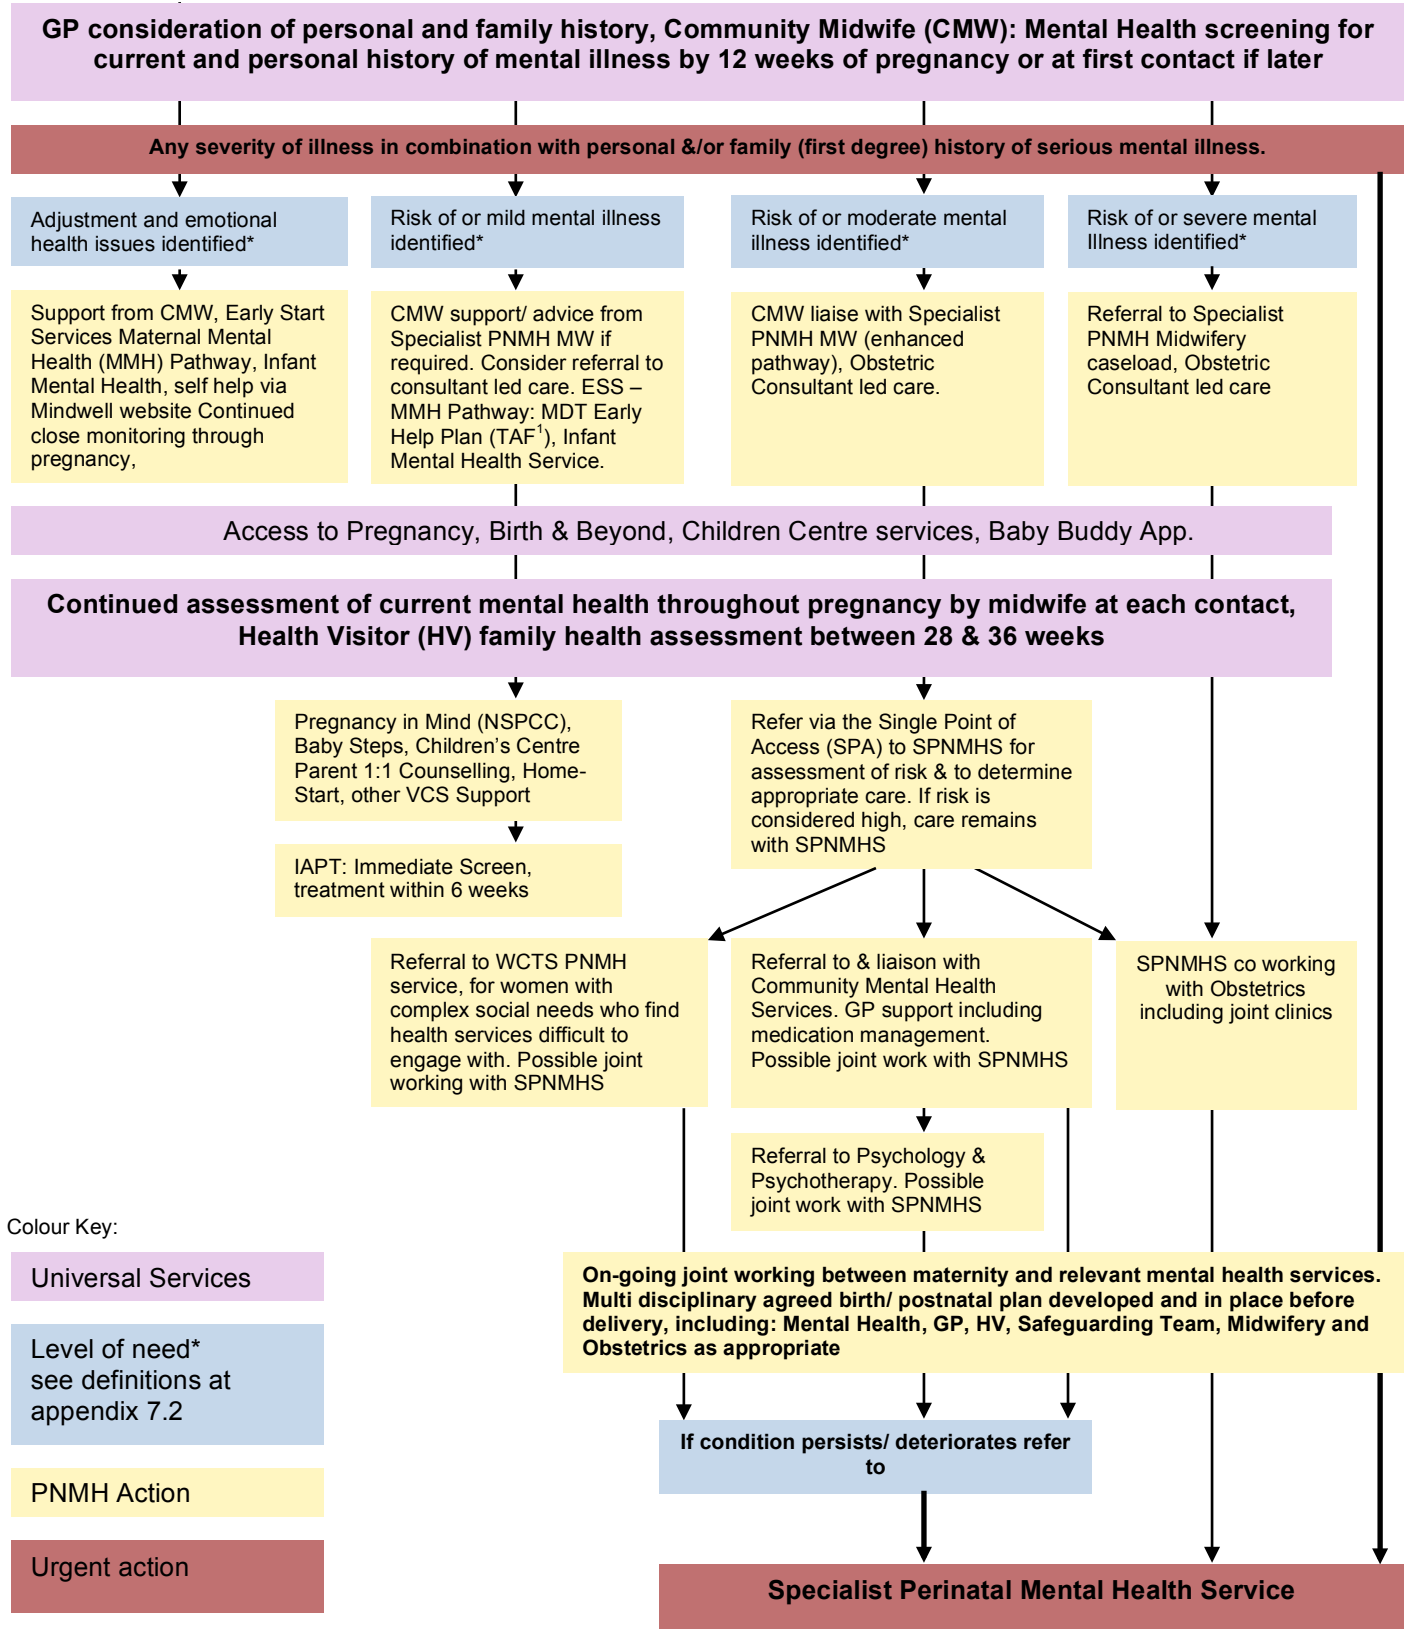 GP consideration of personal and family history, Community Midwife (CMW): Mental Health screening for
current and personal history of mental illness by 12 weeks of pregnancy or at first contact if later
Any severity of illness in combination with personal &/or family (first degree) history of serious mental illness.
Adjustment and emotional
health issues identified*
Risk of or mild mental illness
identified*
Risk of or moderate mental
illness identified*
Risk of or severe mental
Illness identified*
Support from CMW, Early Start
Services Maternal Mental
Health (MMH) Pathway, Infant
Mental Health, self help via
Mindwell website Continued
close monitoring through
pregnancy,
CMW support/ advice from
Specialist PNMH MW if
required. Consider referral to
consultant led care. ESS –
MMH Pathway: MDT Early
Help Plan (TAF1), Infant
Mental Health Service.
CMW liaise with Specialist
PNMH MW (enhanced
pathway), Obstetric
Consultant led care.
Referral to Specialist
PNMH Midwifery
caseload, Obstetric
Consultant led care
Access to Pregnancy, Birth & Beyond, Children Centre services, Baby Buddy App.
Continued assessment of current mental health throughout pregnancy by midwife at each contact,
Health Visitor (HV) family health assessment between 28 & 36 weeks
Pregnancy in Mind (NSPCC),
Baby Steps, Children's Centre
Parent 1:1 Counselling, Home-
Start, other VCS Support
Refer via the Single Point of
Access (SPA) to SPNMHS for
assessment of risk & to determine
appropriate care. If risk is
considered high, care remains
with SPNMHS
IAPT: Immediate Screen,
treatment within 6 weeks
Referral to WCTS PNMH
service, for women with
complex social needs who find
health services difficult to
engage with. Possible joint
working with SPNMHS
Referral to & liaison with
Community Mental Health
Services. GP support including
medication management.
Possible joint work with SPNMHS
SPNMHS co working
with Obstetrics
including joint clinics
Referral to Psychology &
Psychotherapy. Possible
joint work with SPNMHS
Colour Key:
Universal Services
Level of need*
see definitions at
appendix 7.2
PNMH Action
Urgent action
On-going joint working between maternity and relevant mental health services.
Multi disciplinary agreed birth/ postnatal plan developed and in place before
delivery, including: Mental Health, GP, HV, Safeguarding Team, Midwifery and
Obstetrics as appropriate
If condition persists/ deteriorates refer
to
Specialist Perinatal Mental Health Service